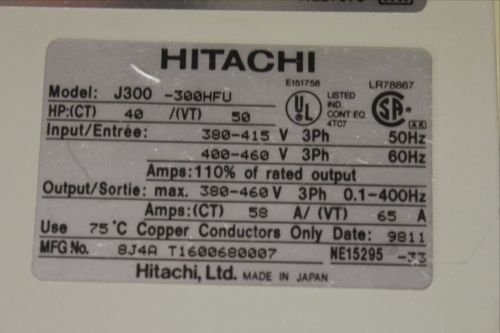 HITACHI
Model: J300 -300HFU
E151758
UL
LISTED
IND.
CONT.EQ
4TC7
LR78867
HP:(CT) 40 /(VT) 50
Input/Entrée: 380-415 V 3Ph 50Hz
400-460 V 3Ph 60Hz
Amps:110% of rated output
Output/Sortie: max. 380-460 V 3Ph 0.1-400Hz
Amps:(CT) 58 A/(VT) 65 A
Use 75°C Copper Conductors Only Date: 9811
MFG No. 8J4A T1600680007 NE15295 -33
Hitachi, Ltd. MADE IN JAPAN